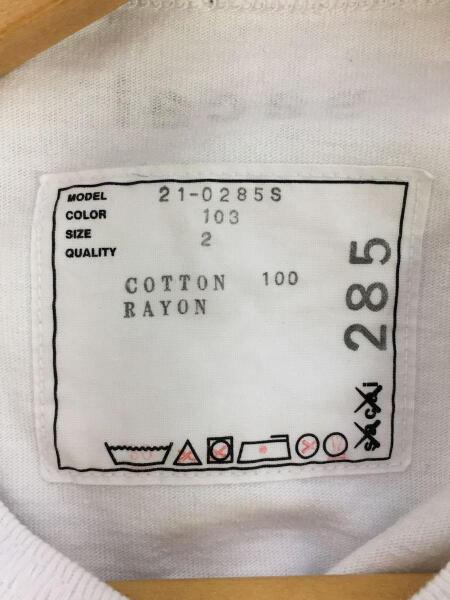 MODEL 21-0285S
COLOR 103
SIZE 2
QUALITY
COTTON 100
RAYON
285
sacai